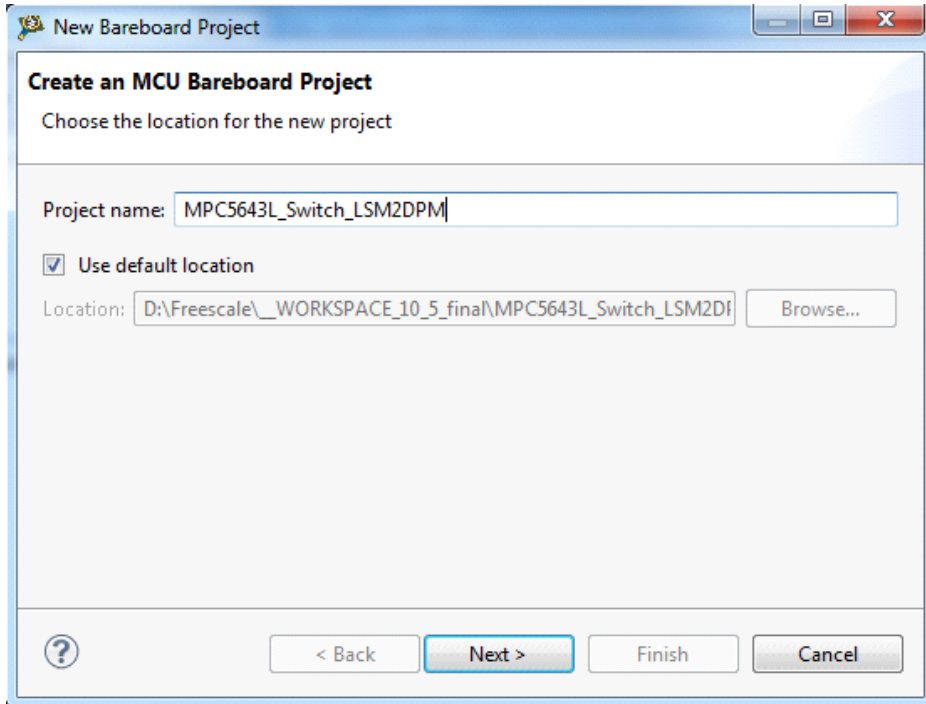 New Bareboard Project
Create an MCU Bareboard Project
Choose the location for the new project
Project name: MPC5643L_Switch_LSM2DPM
Use default location
Location: D:\Freescale\__WORKSPACE_10_5_final\MPC5643L_Switch_LSM2D Browse...
< Back Next > Finish Cancel